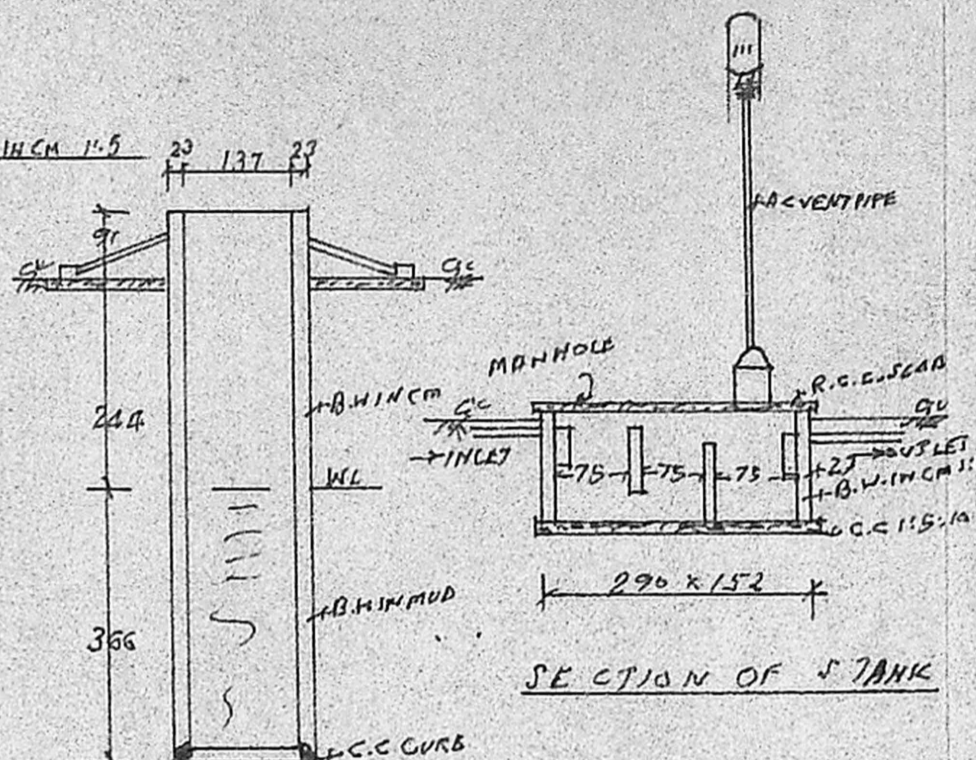 IN CM 1:5
23 137 23
91
GL GL
244
B.W IN CM
WL
366
B.W IN MUD
C.C CURB
AC VENT PIPE
MANHOLE
R.C.C. SLAB
GL GL
INLET
OUTLET
75 75 75 23
B.W. IN CM 1:
C.C 1:5:10
290 x 152
SECTION OF S TANK